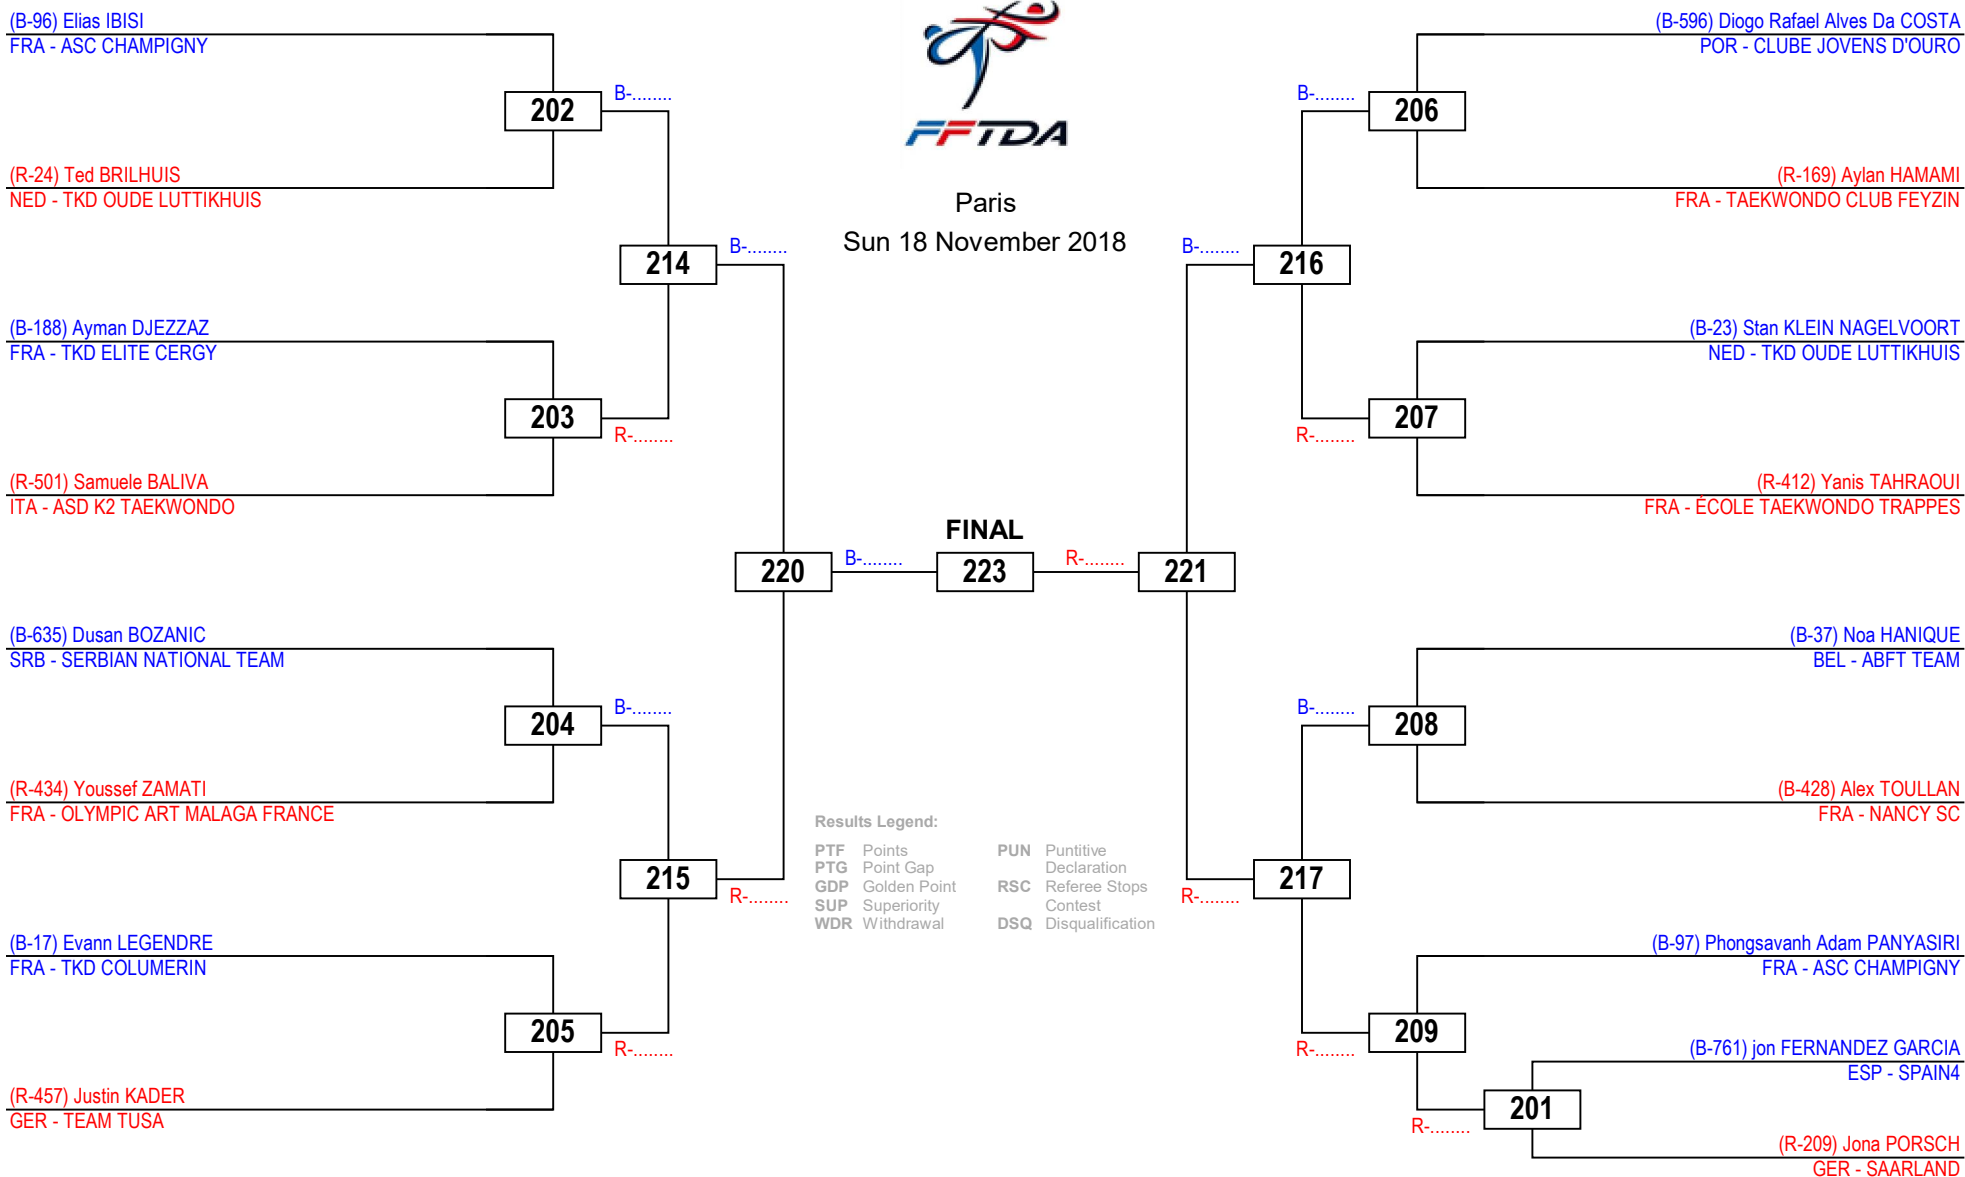 (B-96) Elias IBISI
FRA - ASC CHAMPIGNY
202
B-........
(R-24) Ted BRILHUIS
NED - TKD OUDE LUTTIKHUIS
214
B-........
(B-188) Ayman DJEZZAZ
FRA - TKD ELITE CERGY
203
R-........
(R-501) Samuele BALIVA
ITA - ASD K2 TAEKWONDO
220
B-........
(B-635) Dusan BOZANIC
SRB - SERBIAN NATIONAL TEAM
204
B-........
(R-434) Youssef ZAMATI
FRA - OLYMPIC ART MALAGA FRANCE
215
R-........
(B-17) Evann LEGENDRE
FRA - TKD COLUMERIN
205
R-........
(R-457) Justin KADER
GER - TEAM TUSA
FFTDA
Paris
Sun 18 November 2018
FINAL
223
Results Legend:
PTF Points
PTG Point Gap
GDP Golden Point
SUP Superiority
WDR Withdrawal
PUN Puntitive
Declaration
RSC Referee Stops
Contest
DSQ Disqualification
(B-596) Diogo Rafael Alves Da COSTA
POR - CLUBE JOVENS D'OURO
B-........
206
(R-169) Aylan HAMAMI
FRA - TAEKWONDO CLUB FEYZIN
B-........
216
(B-23) Stan KLEIN NAGELVOORT
NED - TKD OUDE LUTTIKHUIS
207
R-........
(R-412) Yanis TAHRAOUI
FRA - ÉCOLE TAEKWONDO TRAPPES
R-........
221
(B-37) Noa HANIQUE
BEL - ABFT TEAM
B-........
208
(B-428) Alex TOULLAN
FRA - NANCY SC
217
R-........
(B-97) Phongsavanh Adam PANYASIRI
FRA - ASC CHAMPIGNY
209
R-........
(B-761) jon FERNANDEZ GARCIA
ESP - SPAIN4
201
R-........
(R-209) Jona PORSCH
GER - SAARLAND